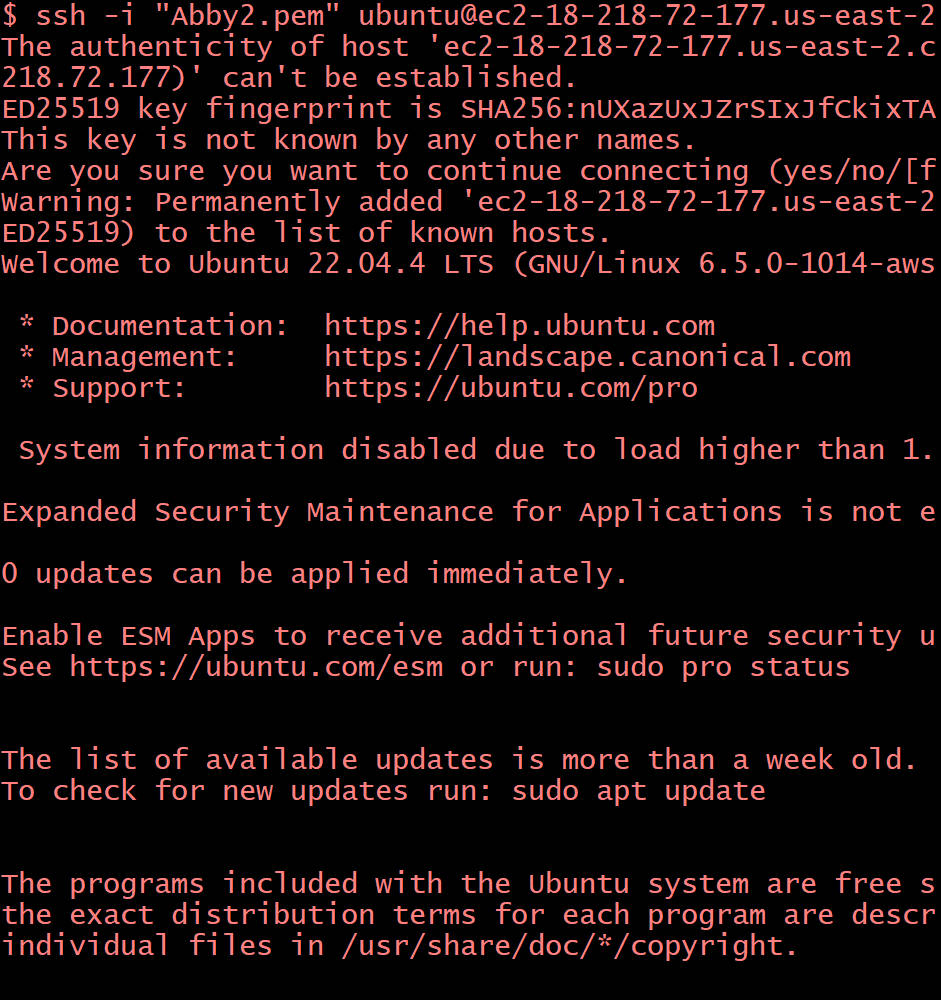 $ ssh -i "Abby2.pem" ubuntu@ec2-18-218-72-177.us-east-2
The authenticity of host 'ec2-18-218-72-177.us-east-2.c
218.72.177)' can't be established.
ED25519 key fingerprint is SHA256:nUXazUxJZrSIxJfCkixTA
This key is not known by any other names.
Are you sure you want to continue connecting (yes/no/[f
Warning: Permanently added 'ec2-18-218-72-177.us-east-2
ED25519) to the list of known hosts.
Welcome to Ubuntu 22.04.4 LTS (GNU/Linux 6.5.0-1014-aws
* Documentation:  https://help.ubuntu.com
* Management:     https://landscape.canonical.com
* Support:        https://ubuntu.com/pro
System information disabled due to load higher than 1.
Expanded Security Maintenance for Applications is not e
0 updates can be applied immediately.
Enable ESM Apps to receive additional future security u
See https://ubuntu.com/esm or run: sudo pro status
The list of available updates is more than a week old.
To check for new updates run: sudo apt update
The programs included with the Ubuntu system are free s
the exact distribution terms for each program are descr
individual files in /usr/share/doc/*/copyright.